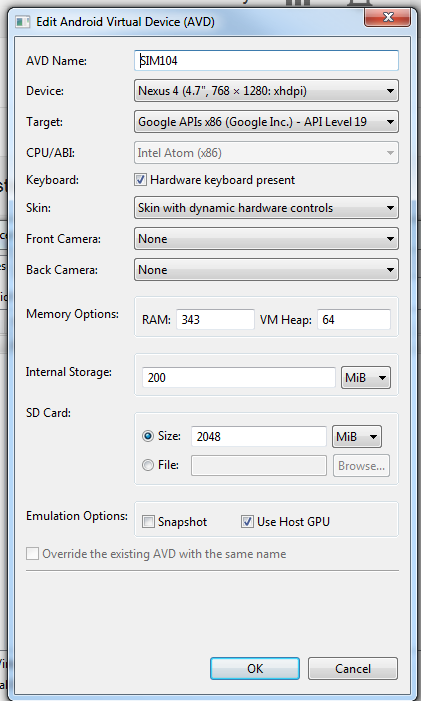 Edit Android Virtual Device (AVD)
AVD Name: SIM104
Device: Nexus 4 (4.7", 768 × 1280: xhdpi)
Target: Google APIs x86 (Google Inc.) - API Level 19
CPU/ABI: Intel Atom (x86)
Keyboard: Hardware keyboard present
Skin: Skin with dynamic hardware controls
Front Camera: None
Back Camera: None
Memory Options: RAM: 343 VM Heap: 64
Internal Storage: 200 MiB
SD Card:
Size: 2048 MiB
File: Browse...
Emulation Options: Snapshot Use Host GPU
Override the existing AVD with the same name
OK Cancel